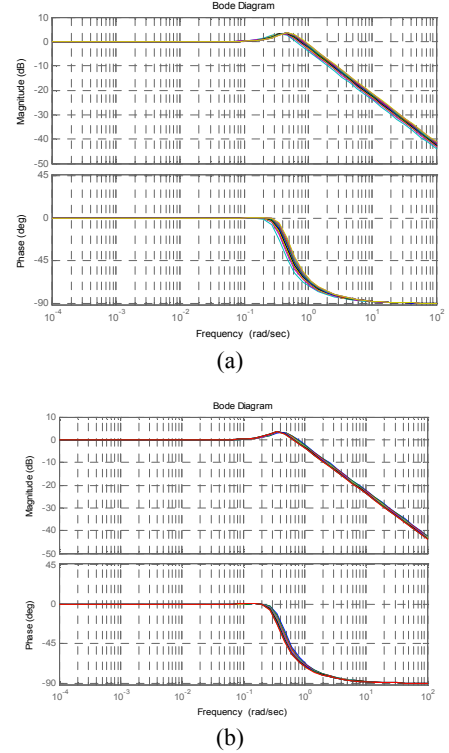 Bode Diagram
10
0
-10
-20
-30
-40
-50
Magnitude (dB)
45
0
-45
-90
Phase (deg)
10^-4 10^-3 10^-2 10^-1 10^0 10^1 10^2
Frequency (rad/sec)
(a)
Bode Diagram
10
0
-10
-20
-30
-40
-50
Magnitude (dB)
45
0
-45
-90
Phase (deg)
10^-4 10^-3 10^-2 10^-1 10^0 10^1 10^2
Frequency (rad/sec)
(b)